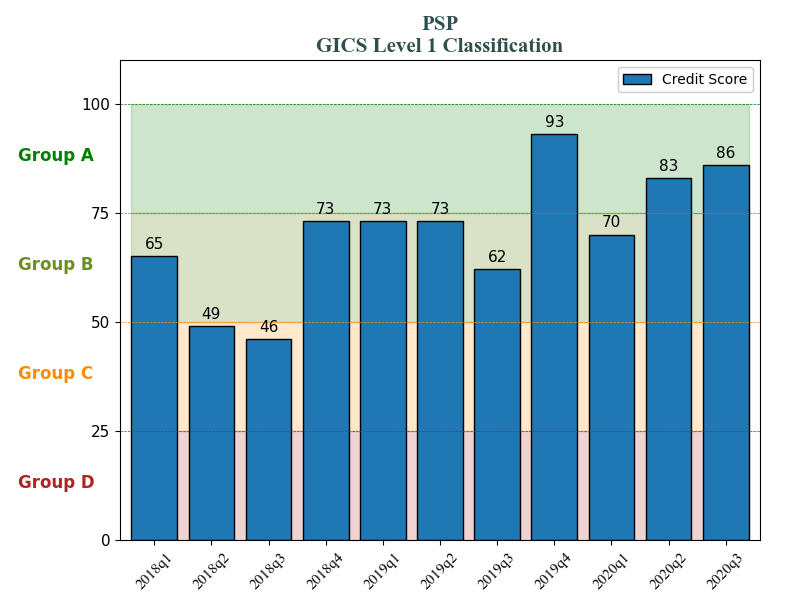 PSP
GICS Level 1 Classification
Credit Score
100
75
50
25
0
Group A
Group B
Group C
Group D
65
49
46
73
73
73
62
93
70
83
86
2018q1
2018q2
2018q3
2018q4
2019q1
2019q2
2019q3
2019q4
2020q1
2020q2
2020q3